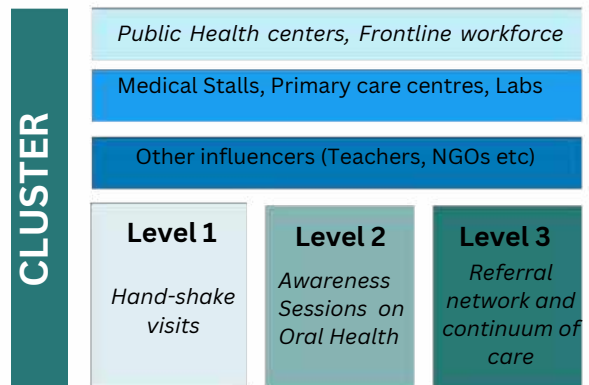 CLUSTER
Public Health centers, Frontline workforce
Medical Stalls, Primary care centres, Labs
Other influencers (Teachers, NGOs etc)
Level 1
Hand-shake
visits
Level 2
Awareness
Sessions on
Oral Health
Level 3
Referral
network and
continuum of
care